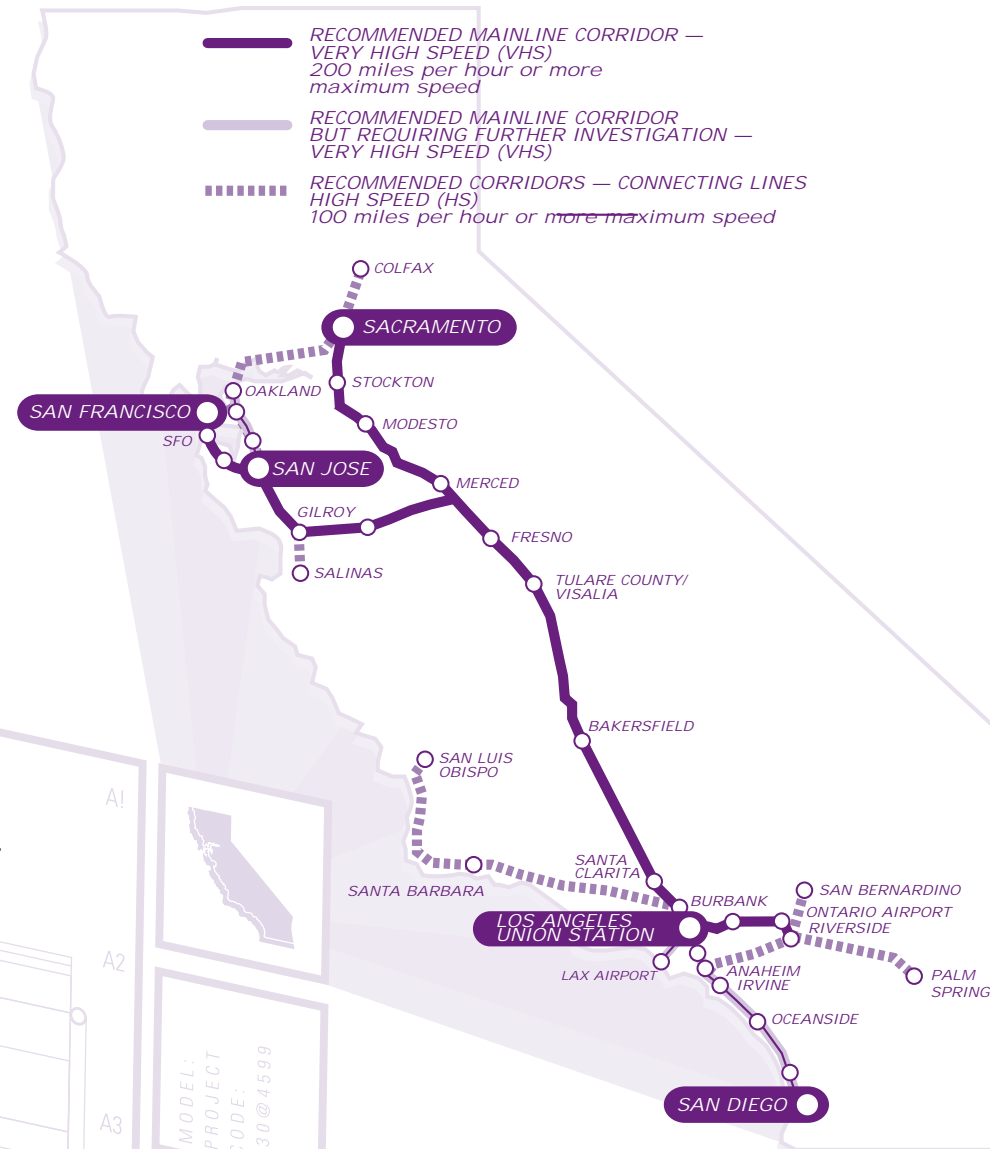 RECOMMENDED MAINLINE CORRIDOR —
VERY HIGH SPEED (VHS)
200 miles per hour or more
maximum speed
RECOMMENDED MAINLINE CORRIDOR
BUT REQUIRING FURTHER INVESTIGATION —
VERY HIGH SPEED (VHS)
RECOMMENDED CORRIDORS — CONNECTING LINES
HIGH SPEED (HS)
100 miles per hour or more maximum speed
COLFAX
SACRAMENTO
STOCKTON
OAKLAND
SAN FRANCISCO
MODESTO
SFO
SAN JOSE
MERCED
GILROY
FRESNO
SALINAS
TULARE COUNTY/
VISALIA
BAKERSFIELD
SAN LUIS
OBISPO
A!
SANTA
CLARITA
SANTA BARBARA
BURBANK
SAN BERNARDINO
ONTARIO AIRPORT
RIVERSIDE
LOS ANGELES
UNION STATION
LAX AIRPORT
ANAHEIM
IRVINE
PALM
SPRING
A2
OCEANSIDE
SAN DIEGO
A3
MODEL:
PROJECT
CODE:
30@4599